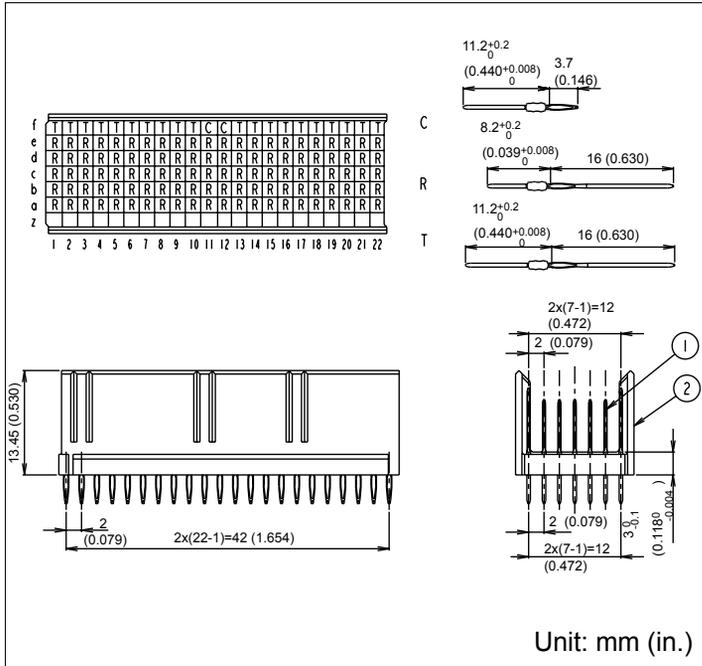 11.2+0.2 0
(0.440+0.008 0)
3.7
(0.146)
C
8.2+0.2 0
(0.039+0.008 0)
16 (0.630)
R
11.2+0.2 0
(0.440+0.008 0)
16 (0.630)
T
f T T T T T T T T T T C C T T T T T T T T T T
e R R R R R R R R R R R R R R R R R R R R R R
d R R R R R R R R R R R R R R R R R R R R R R
c R R R R R R R R R R R R R R R R R R R R R R
b R R R R R R R R R R R R R R R R R R R R R R
a R R R R R R R R R R R R R R R R R R R R R R
z
1 2 3 4 5 6 7 8 9 10 11 12 13 14 15 16 17 18 19 20 21 22
13.45 (0.530)
2
(0.079)
2x(22-1)=42 (1.654)
2x(7-1)=12
(0.472)
2 (0.079)
1
2
2 (0.079)
3 0 -0.1
(0.118 0 -0.004)
2x(7-1)=12
(0.472)
Unit: mm (in.)